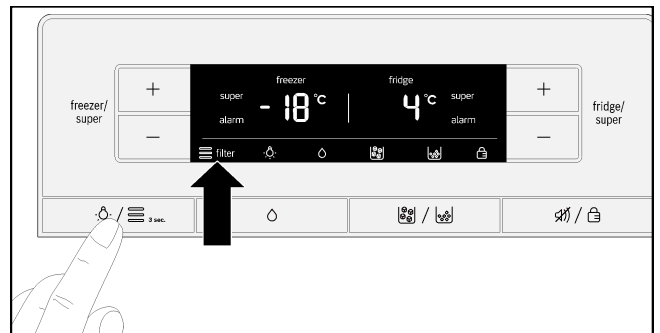 freezer
fridge
super
- 18 °C
4 °C
super
alarm
alarm
filter
freezer/
super
+
−
+
−
fridge/
super
/
3 sec.
/
/